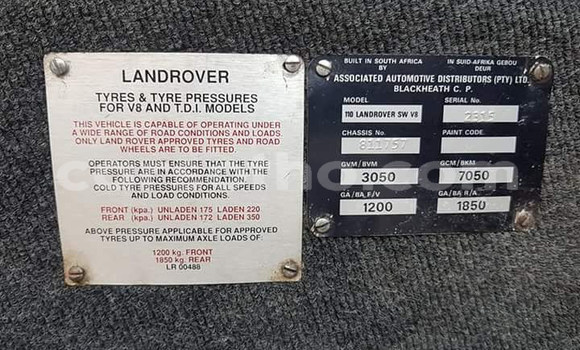 LANDROVER
TYRES & TYRE PRESSURES
FOR V8 AND T.D.I. MODELS
THIS VEHICLE IS CAPABLE OF OPERATING UNDER
A WIDE RANGE OF ROAD CONDITIONS AND LOADS.
ONLY LAND ROVER APPROVED TYRES AND ROAD
WHEELS ARE TO BE FITTED.
OPERATORS MUST ENSURE THAT THE TYRE
PRESSURE ARE IN ACCORDANCE WITH THE
FOLLOWING RECOMMENDATION.
COLD TYRE PRESSURES FOR ALL SPEEDS
AND LOAD CONDITIONS.
FRONT (kpa.) UNLADEN 175 LADEN 220
REAR (kpa.) UNLADEN 172 LADEN 350
ABOVE PRESSURE APPLICABLE FOR APPROVED
TYRES UP TO MAXIMUM AXLE LOADS OF:
1200 kg. FRONT
1850 kg. REAR
LR 00488
BUILT IN SOUTH AFRICA IN SUID-AFRIKA GEBOU
BY DEUR
ASSOCIATED AUTOMOTIVE DISTRIBUTORS (PTY) LTD.
BLACKHEATH C. P.
MODEL SERIAL No.
110 LANDROVER SW V8
CHASSIS No. PAINT CODE.
811757
GVM/BVM GCM/BKM
3050 7050
GA/BA F/V GA/BA R/A
1200 1850